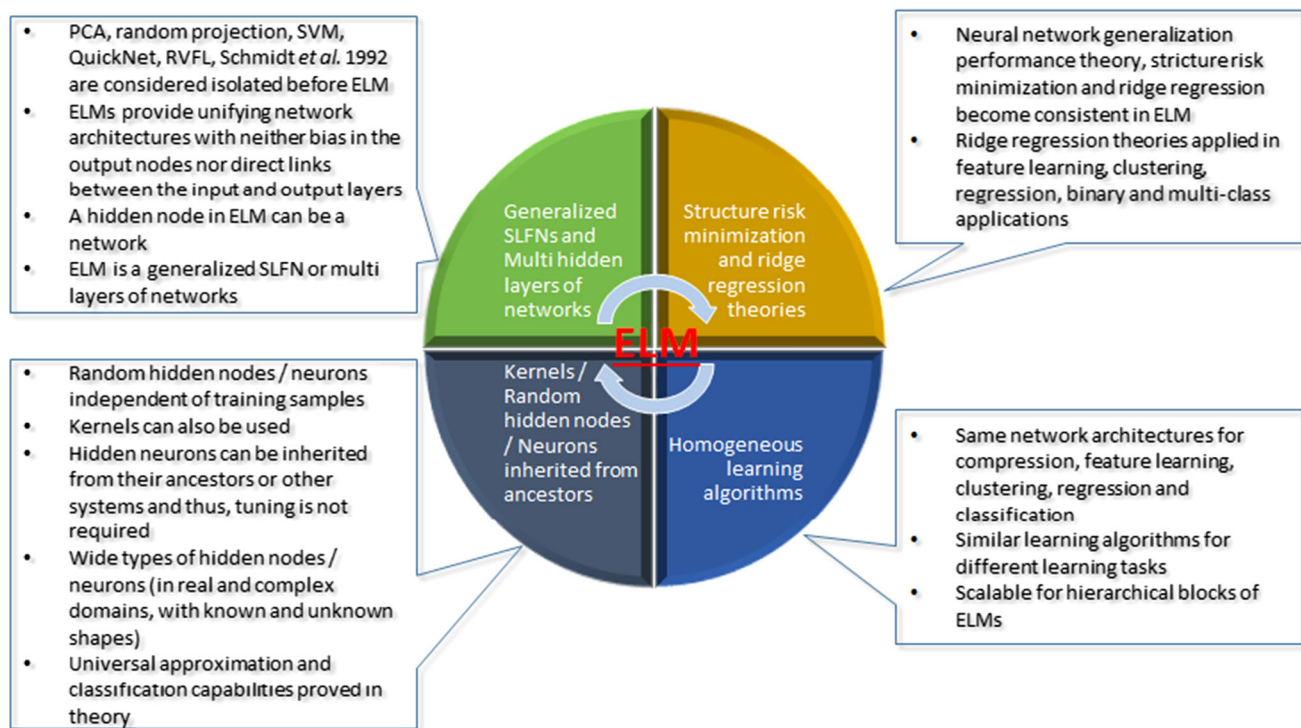 • PCA, random projection, SVM,
QuickNet, RVFL, Schmidt et al. 1992
are considered isolated before ELM
• ELMs provide unifying network
architectures with neither bias in the
output nodes nor direct links
between the input and output layers
• A hidden node in ELM can be a
network
• ELM is a generalized SLFN or multi
layers of networks
• Neural network generalization
performance theory, stricture risk
minimization and ridge regression
become consistent in ELM
• Ridge regression theories applied in
feature learning, clustering,
regression, binary and multi-class
applications
Generalized
SLFNs and
Multi hidden
layers of
networks
Structure risk
minimization
and ridge
regression
theories
ELM
Kernels /
Random
hidden nodes
/ Neurons
inherited from
ancestors
Homogeneous
learning
algorithms
• Random hidden nodes / neurons
independent of training samples
• Kernels can also be used
• Hidden neurons can be inherited
from their ancestors or other
systems and thus, tuning is not
required
• Wide types of hidden nodes /
neurons (in real and complex
domains, with known and unknown
shapes)
• Universal approximation and
classification capabilities proved in
theory
• Same network architectures for
compression, feature learning,
clustering, regression and
classification
• Similar learning algorithms for
different learning tasks
• Scalable for hierarchical blocks of
ELMs